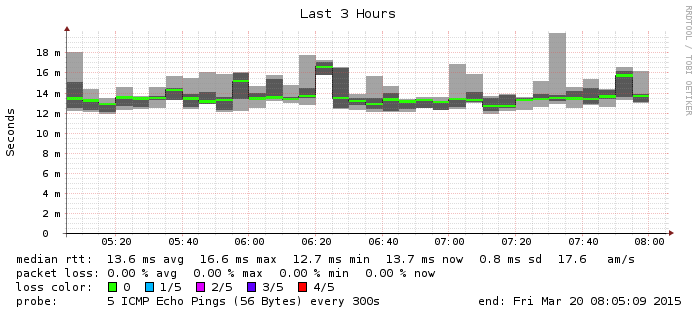 Last 3 Hours
RRDTOOL / TOBI OETIKER
Seconds
18 m
16 m
14 m
12 m
10 m
8 m
6 m
4 m
2 m
0
05:20 05:40 06:00 06:20 06:40 07:00 07:20 07:40 08:00
median rtt: 13.6 ms avg 16.6 ms max 12.7 ms min 13.7 ms now 0.8 ms sd 17.6 am/s
packet loss: 0.00 % avg 0.00 % max 0.00 % min 0.00 % now
loss color: 0 1/5 2/5 3/5 4/5
probe: 5 ICMP Echo Pings (56 Bytes) every 300s end: Fri Mar 20 08:05:09 2015